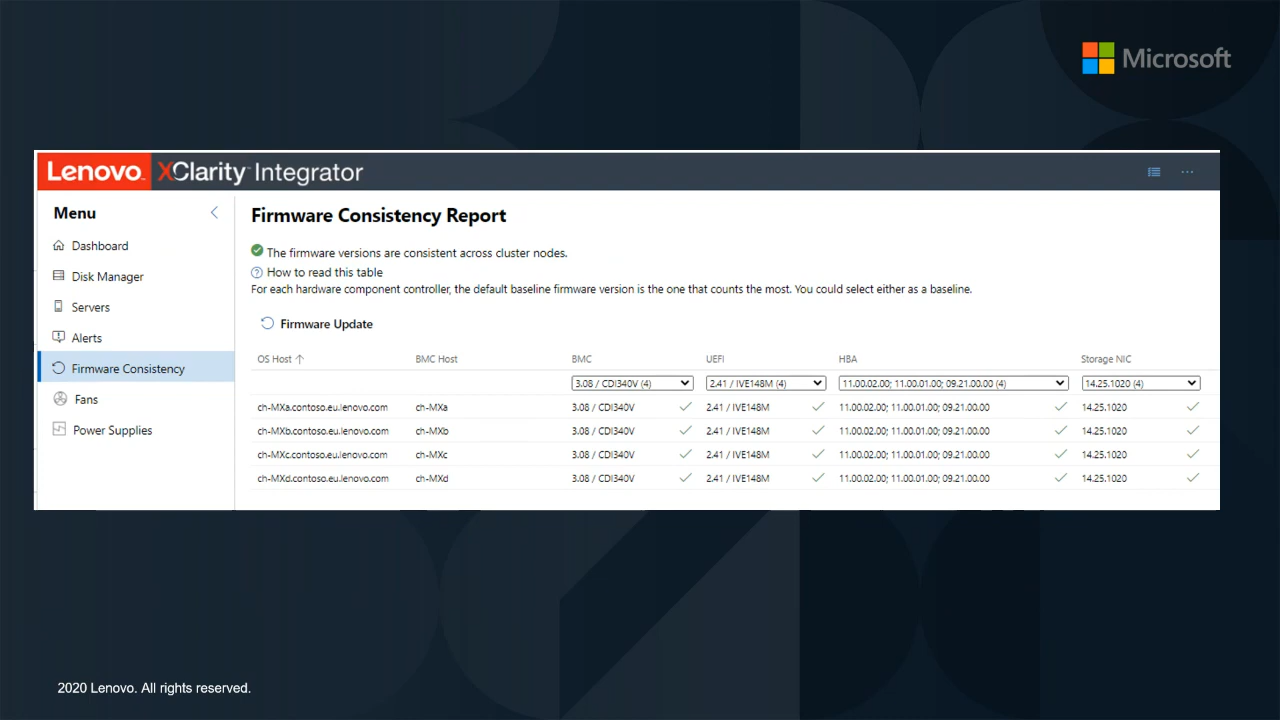 Microsoft
Lenovo. XClarity Integrator
Menu
Dashboard
Disk Manager
Servers
Alerts
Firmware Consistency
Fans
Power Supplies
Firmware Consistency Report
The firmware versions are consistent across cluster nodes.
How to read this table
For each hardware component controller, the default baseline firmware version is the one that counts the most. You could select either as a baseline.
Firmware Update
OS Host BMC Host BMC UEFI HBA Storage NIC
3.08 / CDI340V (4) 2.41 / IVE148M (4) 11.00.02.00; 11.00.01.00; 09.21.00.00 (4) 14.25.1020 (4)
ch-MXa.contoso.eu.lenovo.com ch-MXa 3.08 / CDI340V 2.41 / IVE148M 11.00.02.00; 11.00.01.00; 09.21.00.00 14.25.1020
ch-MXb.contoso.eu.lenovo.com ch-MXb 3.08 / CDI340V 2.41 / IVE148M 11.00.02.00; 11.00.01.00; 09.21.00.00 14.25.1020
ch-MXc.contoso.eu.lenovo.com ch-MXc 3.08 / CDI340V 2.41 / IVE148M 11.00.02.00; 11.00.01.00; 09.21.00.00 14.25.1020
ch-MXd.contoso.eu.lenovo.com ch-MXd 3.08 / CDI340V 2.41 / IVE148M 11.00.02.00; 11.00.01.00; 09.21.00.00 14.25.1020
2020 Lenovo. All rights reserved.